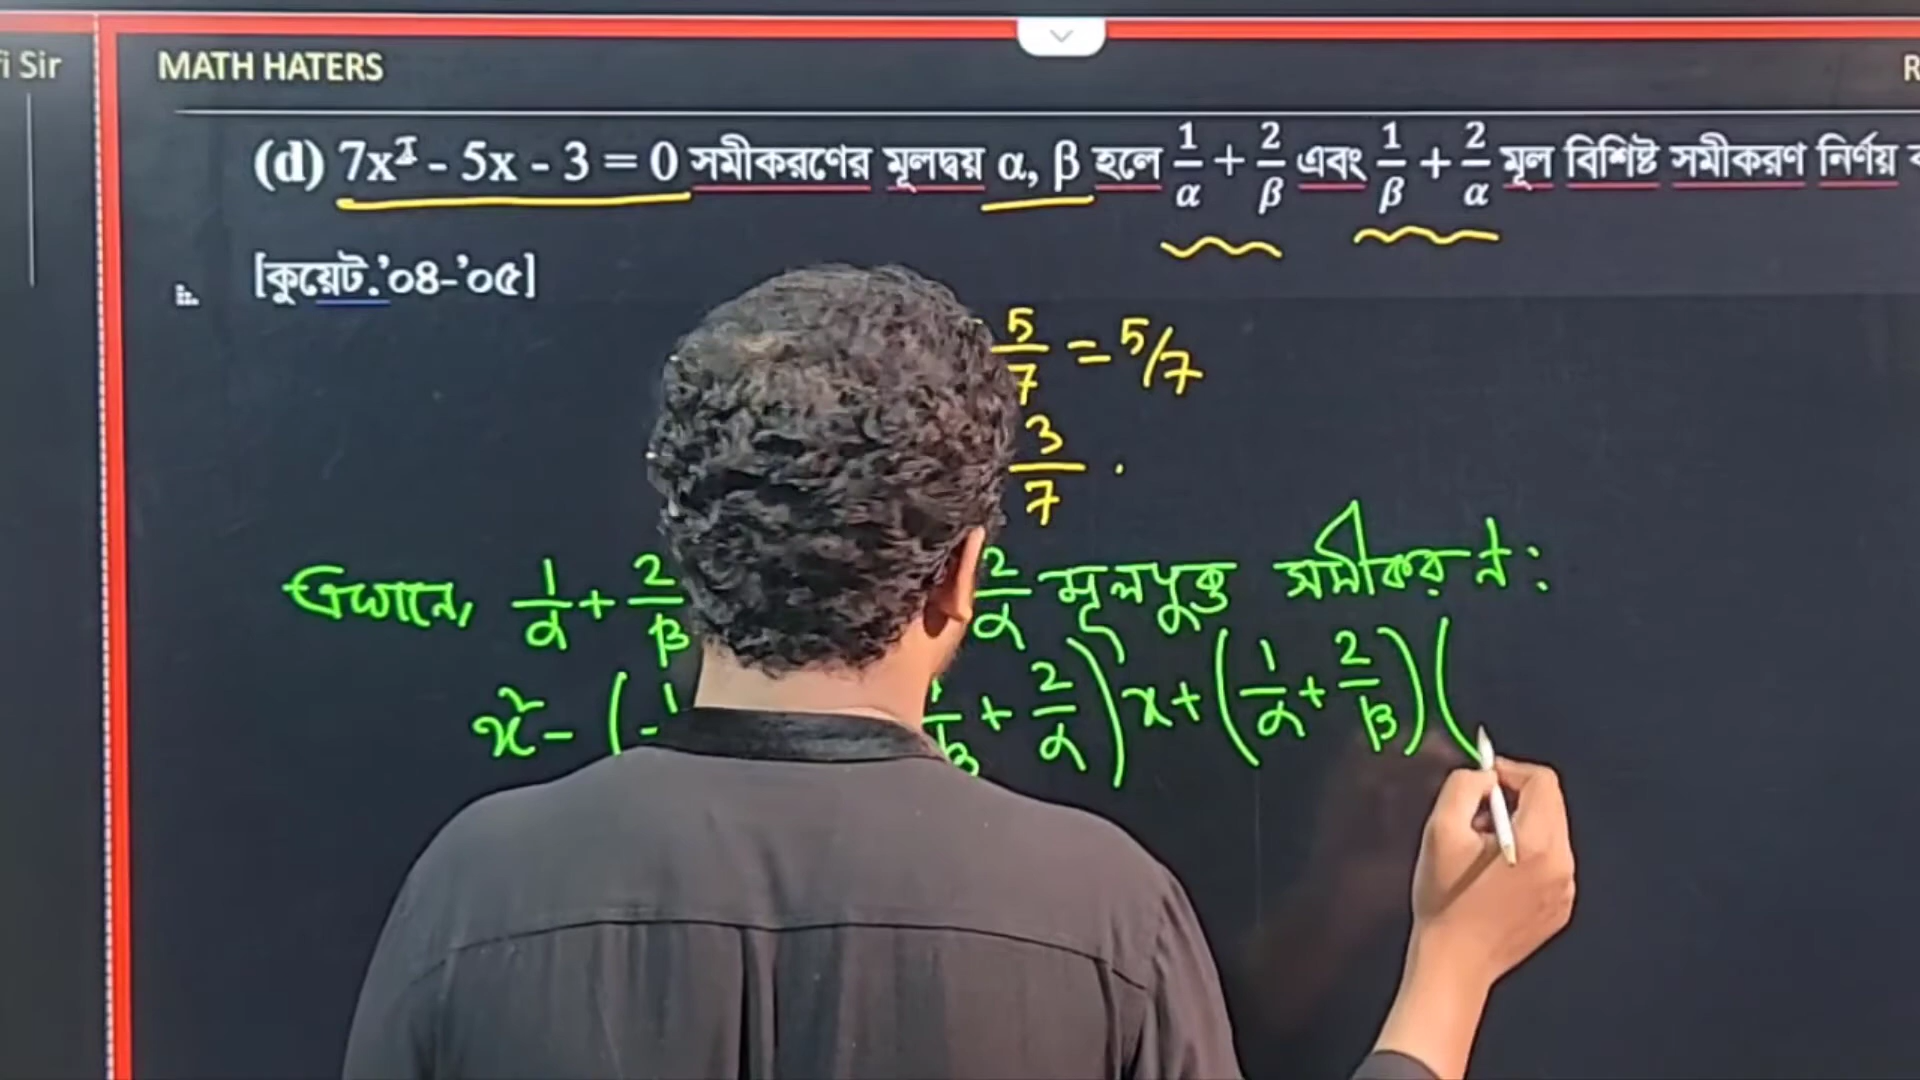 fi Sir
MATH HATERS
R
(d) 7x² - 5x - 3 = 0 সমীকরণের মূলদ্বয় α, β হলে 1/α + 2/β এবং 1/β + 2/α মূল বিশিষ্ট সমীকরণ নির্ণয়
[কুয়েট.'০৪-'০৫]
5/7 = 5/7
3/7 .
এখানে, 1/α + 2/β 2/α মূলযুক্ত সমীকরণ:
x² - (1 + 2/α) x + (1/α + 2/β) (